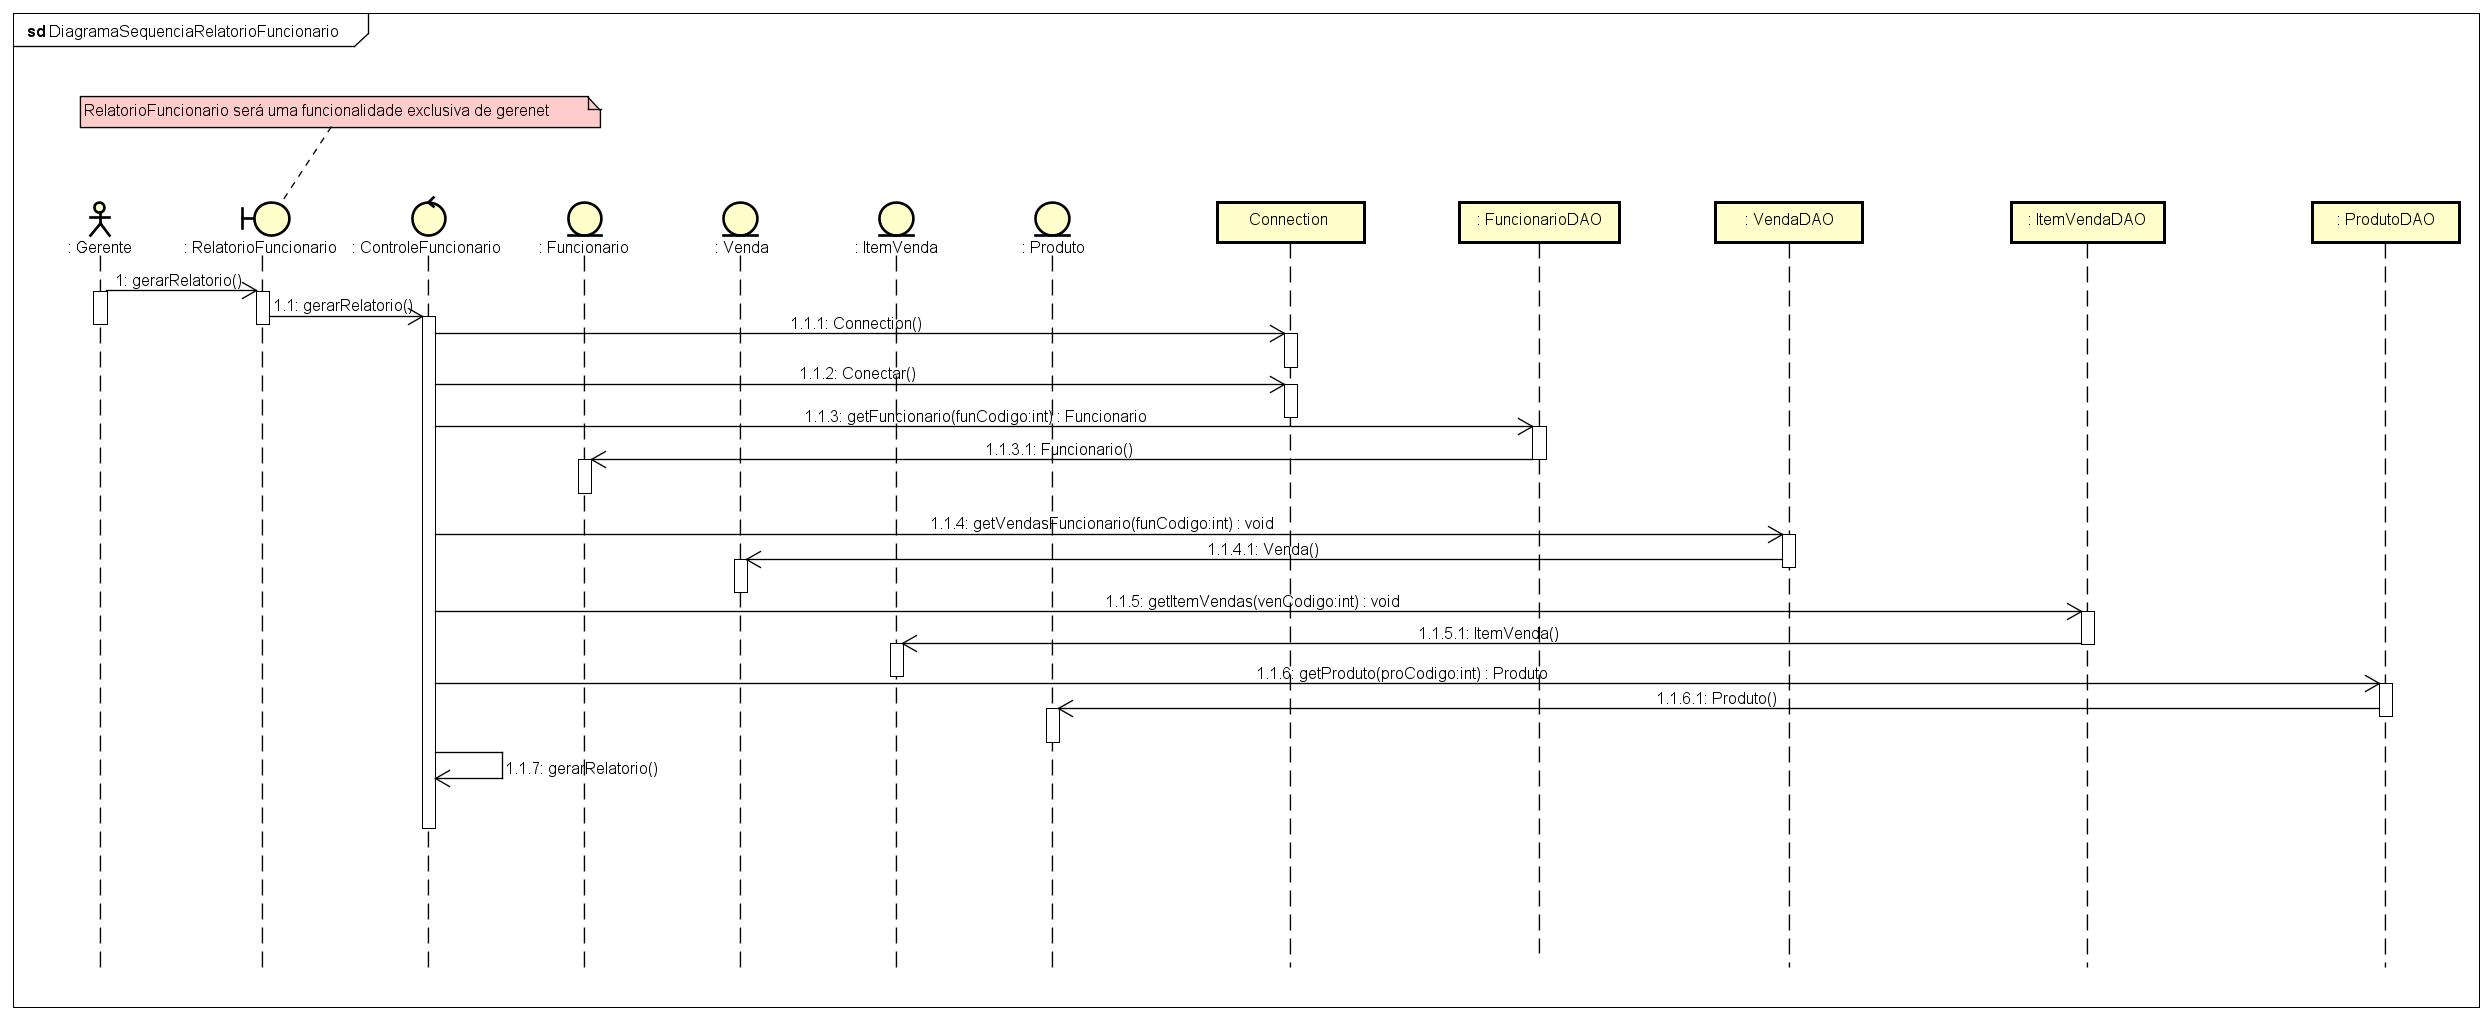 sd DiagramaSequenciaRelatorioFuncionario
RelatorioFuncionario será uma funcionalidade exclusiva de gerenet
: Gerente
: RelatorioFuncionario
: ControleFuncionario
: Funcionario
: Venda
: ItemVenda
: Produto
Connection
: FuncionarioDAO
: VendaDAO
: ItemVendaDAO
: ProdutoDAO
1: gerarRelatorio()
1.1: gerarRelatorio()
1.1.1: Connection()
1.1.2: Conectar()
1.1.3: getFuncionario(funCodigo:int) : Funcionario
1.1.3.1: Funcionario()
1.1.4: getVendasFuncionario(funCodigo:int) : void
1.1.4.1: Venda()
1.1.5: getItemVendas(venCodigo:int) : void
1.1.5.1: ItemVenda()
1.1.6: getProduto(proCodigo:int) : Produto
1.1.6.1: Produto()
1.1.7: gerarRelatorio()